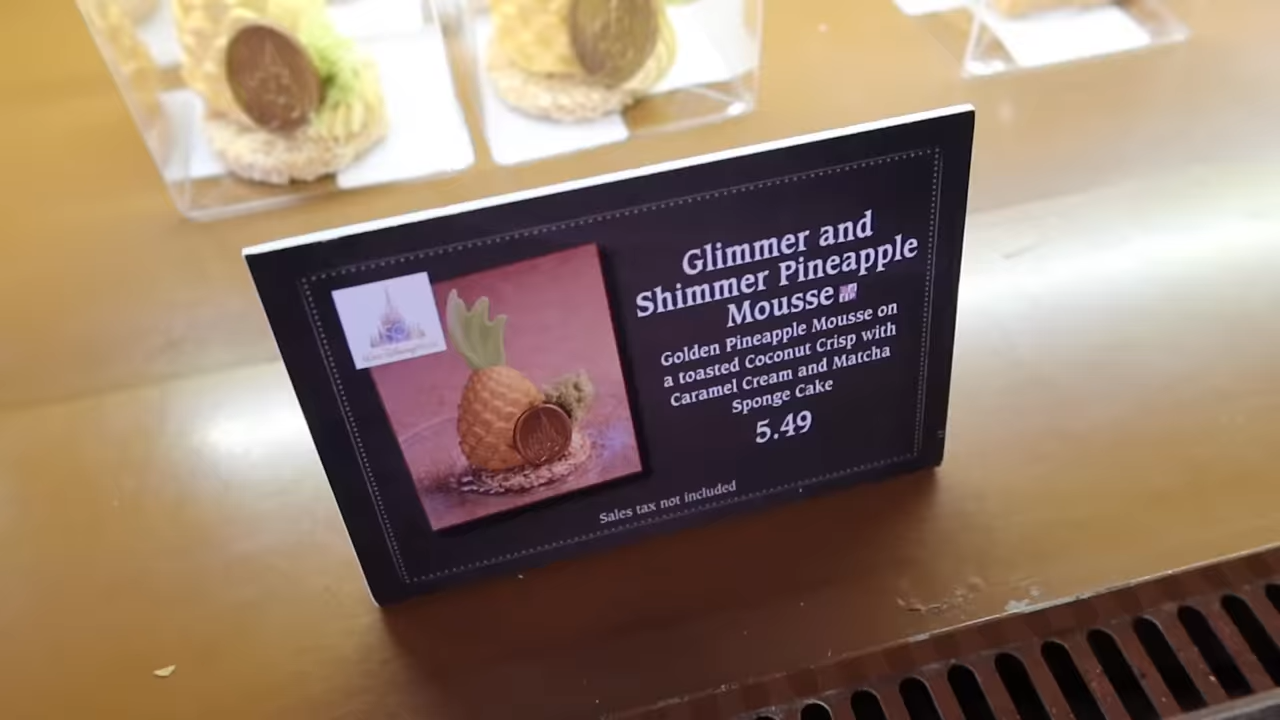 Glimmer and
Shimmer Pineapple
Mousse
Golden Pineapple Mousse on
a toasted Coconut Crisp with
Caramel Cream and Matcha
Sponge Cake
5.49
Sales tax not included